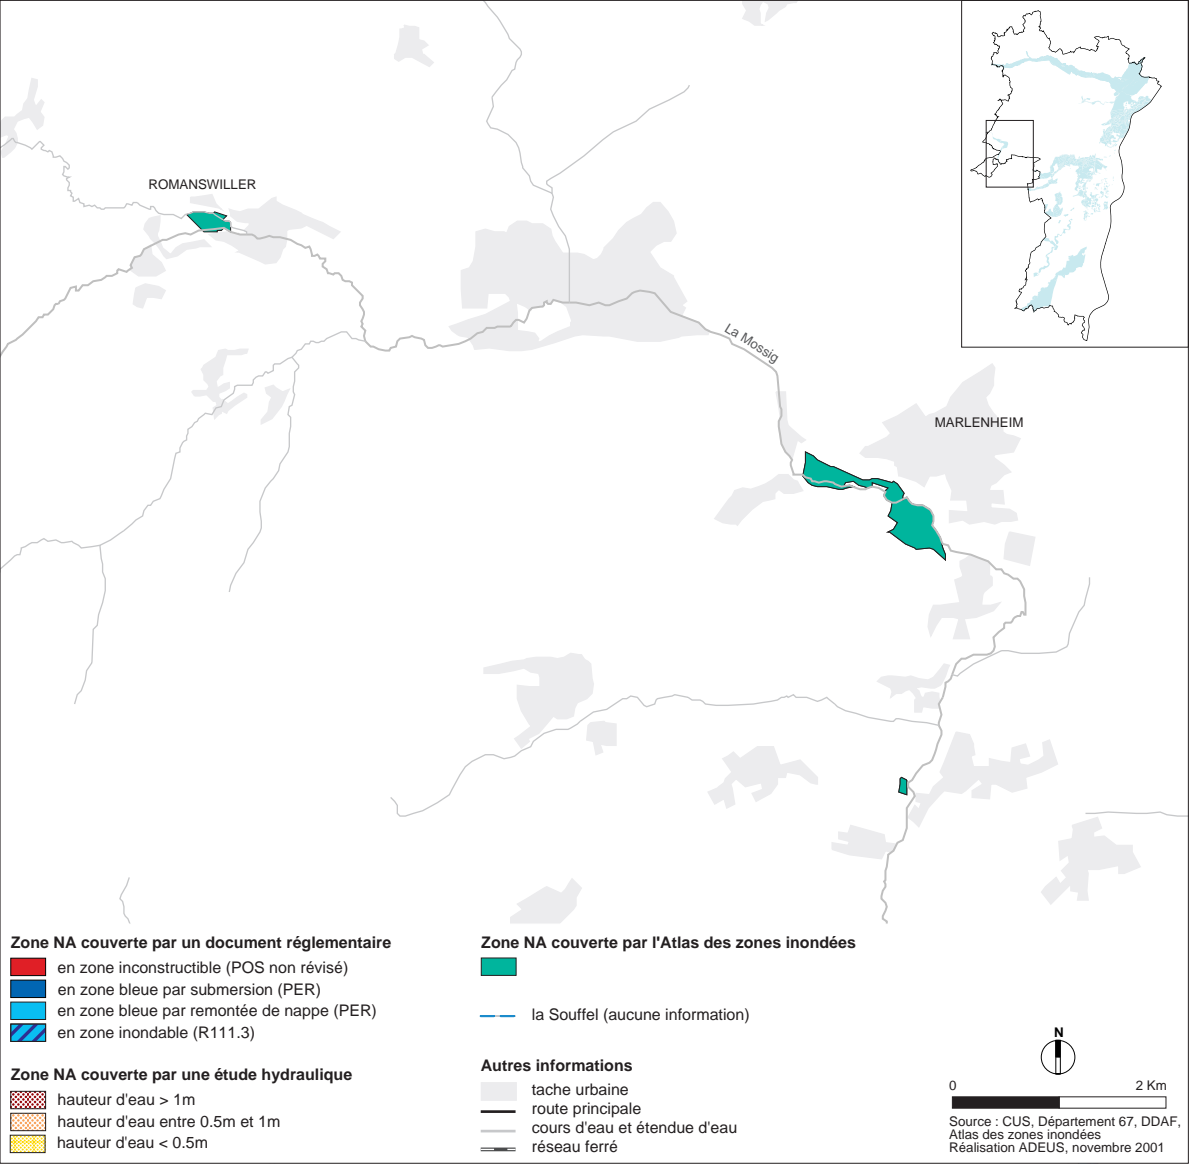 ROMANSWILLER
La Mossig
MARLENHEIM
Zone NA couverte par un document réglementaire
en zone inconstructible (POS non révisé)
en zone bleue par submersion (PER)
en zone bleue par remontée de nappe (PER)
en zone inondable (R111.3)
Zone NA couverte par une étude hydraulique
hauteur d'eau > 1m
hauteur d'eau entre 0.5m et 1m
hauteur d'eau < 0.5m
Zone NA couverte par l'Atlas des zones inondées
la Souffel (aucune information)
Autres informations
tache urbaine
route principale
cours d'eau et étendue d'eau
réseau ferré
N
0 2 Km
Source : CUS, Département 67, DDAF,
Atlas des zones inondées
Réalisation ADEUS, novembre 2001